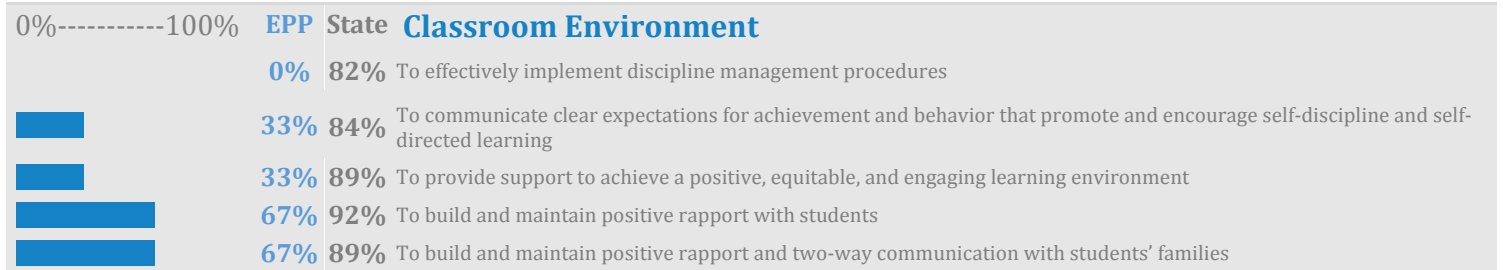 0%-----------100% EPP State Classroom Environment
0% 82% To effectively implement discipline management procedures
33% 84% To communicate clear expectations for achievement and behavior that promote and encourage self-discipline and self-
directed learning
33% 89% To provide support to achieve a positive, equitable, and engaging learning environment
67% 92% To build and maintain positive rapport with students
67% 89% To build and maintain positive rapport and two-way communication with students’ families